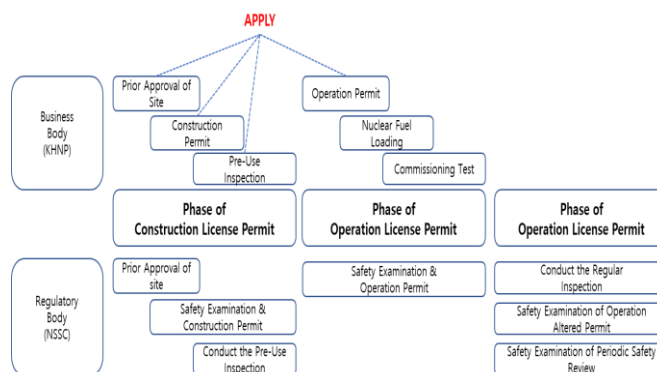 APPLY
Business
Body
(KHNP)
Prior Approval of
Site
Construction
Permit
Pre-Use
Inspection
Operation Permit
Nuclear Fuel
Loading
Commissioning Test
Phase of
Construction License Permit
Phase of
Operation License Permit
Phase of
Operation License Permit
Regulatory
Body
(NSSC)
Prior Approval of
site
Safety Examination &
Construction Permit
Conduct the Pre-Use
Inspection
Safety Examination &
Operation Permit
Conduct the Regular
Inspection
Safety Examination of Operation
Altered Permit
Safety Examination of Periodic Safety
Review